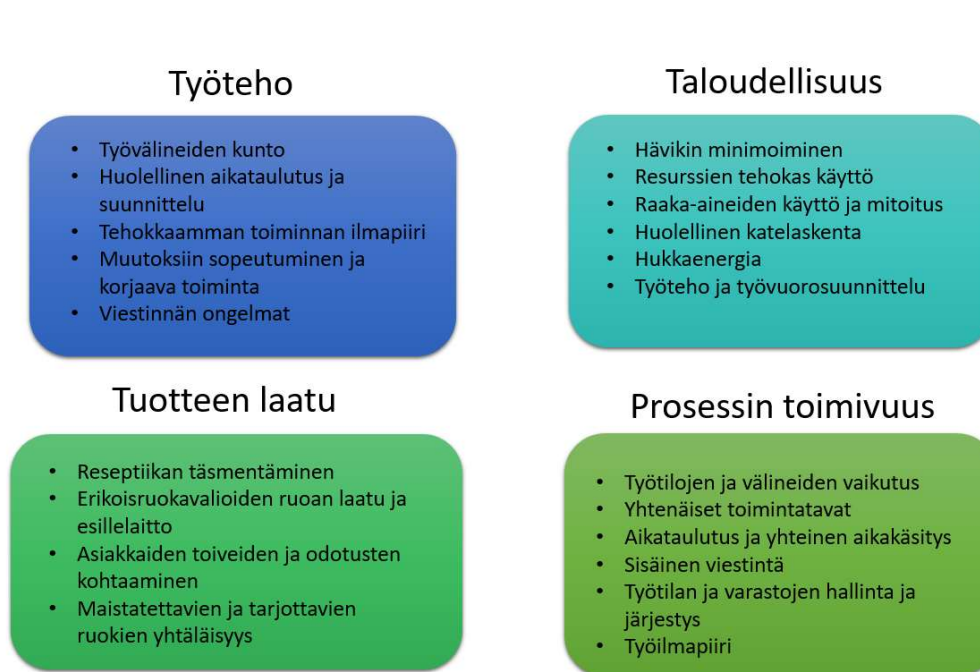 Työteho
• Työvälineiden kunto
• Huolellinen aikataulutus ja
suunnittelu
• Tehokkaamman toiminnan ilmapiiri
• Muutoksiin sopeutuminen ja
korjaava toiminta
• Viestinnän ongelmat
Taloudellisuus
• Hävikin minimoiminen
• Resurssien tehokas käyttö
• Raaka-aineiden käyttö ja mitoitus
• Huolellinen katelaskenta
• Hukkaenergia
• Työteho ja työvuorosuunnittelu
Tuotteen laatu
• Reseptiikan täsmentäminen
• Erikoisruokavalioiden ruoan laatu ja
esillelaitto
• Asiakkaiden toiveiden ja odotusten
kohtaaminen
• Maistatettavien ja tarjottavien
ruokien yhtäläisyys
Prosessin toimivuus
• Työtilojen ja välineiden vaikutus
• Yhtenäiset toimintatavat
• Aikataulutus ja yhteinen aikakäsitys
• Sisäinen viestintä
• Työtilan ja varastojen hallinta ja
järjestys
• Työilmapiiri